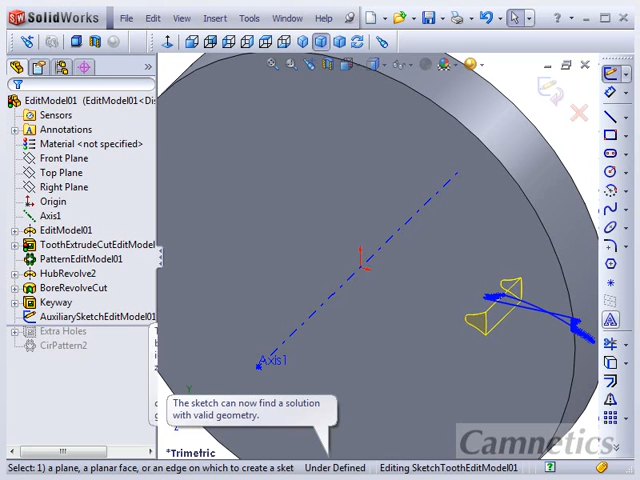 SolidWorks
File
Edit
View
Insert
Tools
Window
Help
EditModel01 (EditModel01<Di
Sensors
Annotations
Material <not specified>
Front Plane
Top Plane
Right Plane
Origin
Axis1
EditModel01
ToothExtrudeCutEditModel
PatternEditModel01
HubRevolve2
BoreRevolveCut
Keyway
AuxiliarySketchEditModel01
Extra Holes
CirPattern2
Axis1
The sketch can now find a solution
with valid geometry.
*Trimetric
Camnetics
Select: 1) a plane, a planar face, or an edge on which to create a sket
Under Defined
Editing SketchToothEditModel01